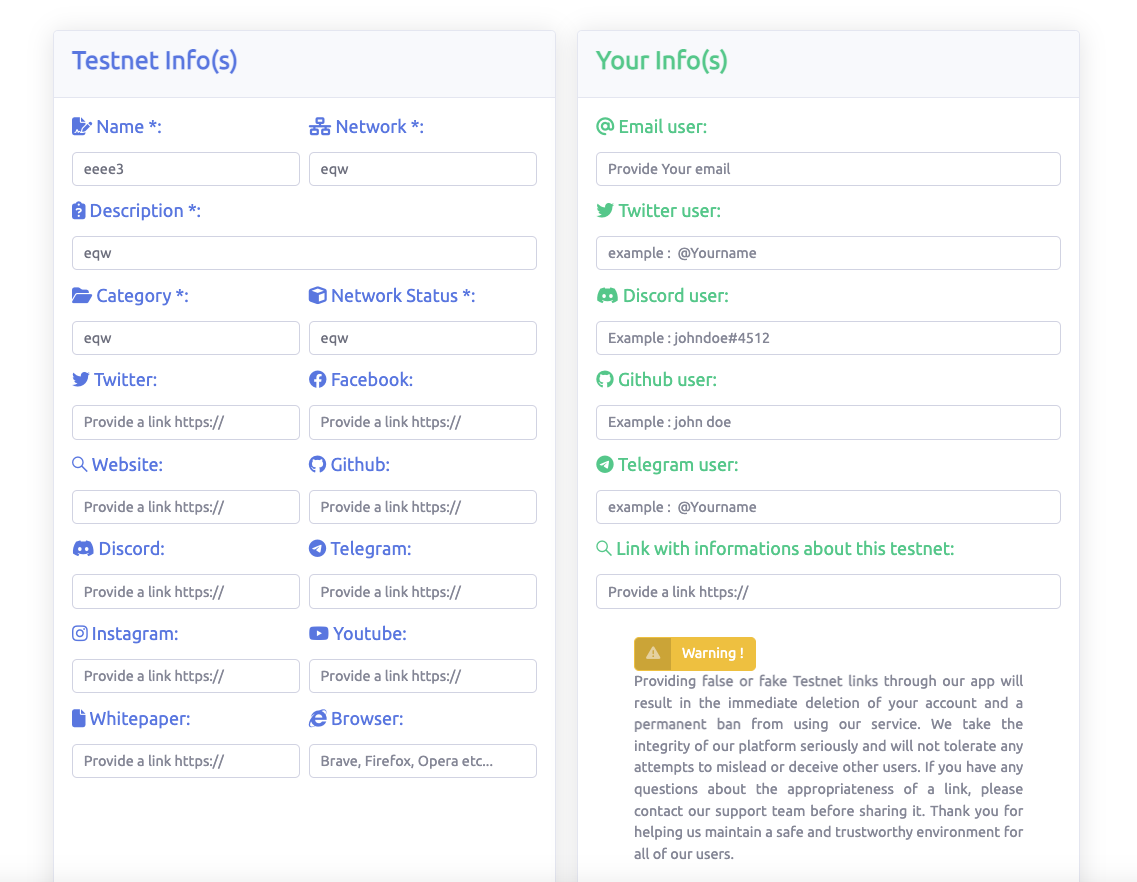 Testnet Info(s)
Name *:
Network *:
eeee3
eqw
Description *:
eqw
Category *:
Network Status *:
eqw
eqw
Twitter:
Facebook:
Provide a link https://
Provide a link https://
Website:
Github:
Provide a link https://
Provide a link https://
Discord:
Telegram:
Provide a link https://
Provide a link https://
Instagram:
Youtube:
Provide a link https://
Provide a link https://
Whitepaper:
Browser:
Provide a link https://
Brave, Firefox, Opera etc...
Your Info(s)
Email user:
Provide Your email
Twitter user:
example : @Yourname
Discord user:
Example : johndoe#4512
Github user:
Example : john doe
Telegram user:
example : @Yourname
Link with informations about this testnet:
Provide a link https://
Warning !
Providing false or fake Testnet links through our app will
result in the immediate deletion of your account and a
permanent ban from using our service. We take the
integrity of our platform seriously and will not tolerate any
attempts to mislead or deceive other users. If you have any
questions about the appropriateness of a link, please
contact our support team before sharing it. Thank you for
helping us maintain a safe and trustworthy environment for
all of our users.